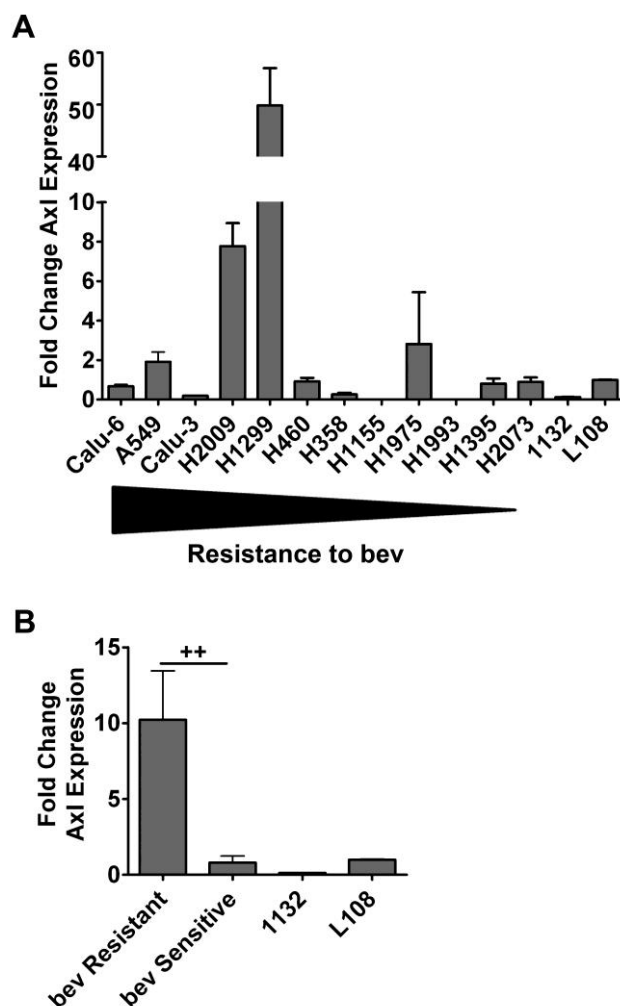 A
Fold Change Axl Expression
60
50
40
10
8
6
4
2
0
Calu-6
A549
Calu-3
H2009
H1299
H460
H358
H1155
H1975
H1993
H1395
H2073
1132
L108
Resistance to bev
B
Fold Change
Axl Expression
15
10
5
0
++
bev Resistant
bev Sensitive
1132
L108